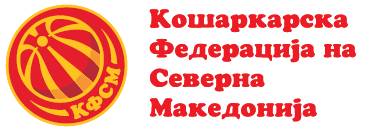 Кошаркарска
Федерација на
Северна
Македонија
КФСМ